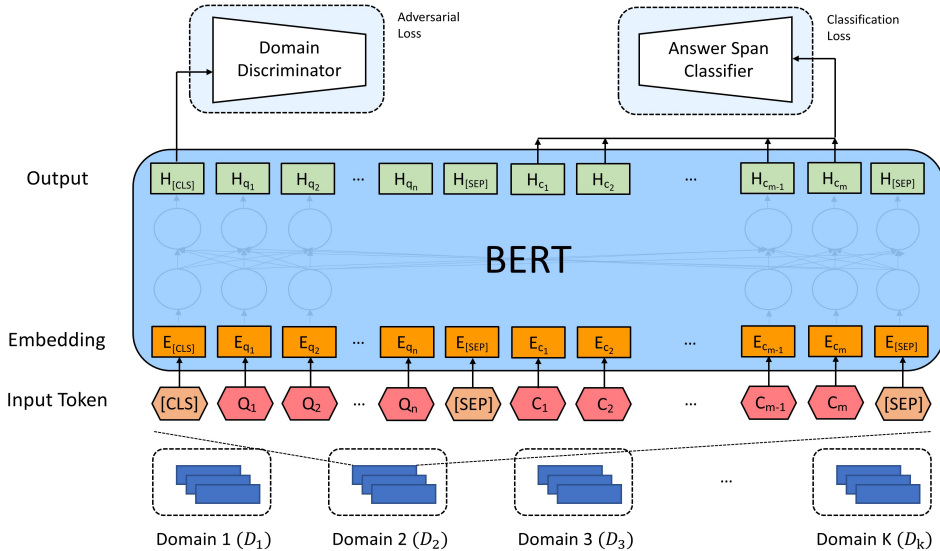 Adversarial
Loss
Domain
Discriminator
Answer Span
Classifier
Classification
Loss
Output
H[CLS] Hq1 Hq2 ... Hqn H[SEP] Hc1 Hc2 ... Hcm-1 Hcm H[SEP]
BERT
Embedding
E[CLS] Eq1 Eq2 ... Eqn E[SEP] Ec1 Ec2 ... Ecm-1 Ecm E[SEP]
Input Token
[CLS] Q1 Q2 ... Qn [SEP] C1 C2 ... Cm-1 Cm [SEP]
...
Domain 1 (D1) Domain 2 (D2) Domain 3 (D3) Domain K (Dk)